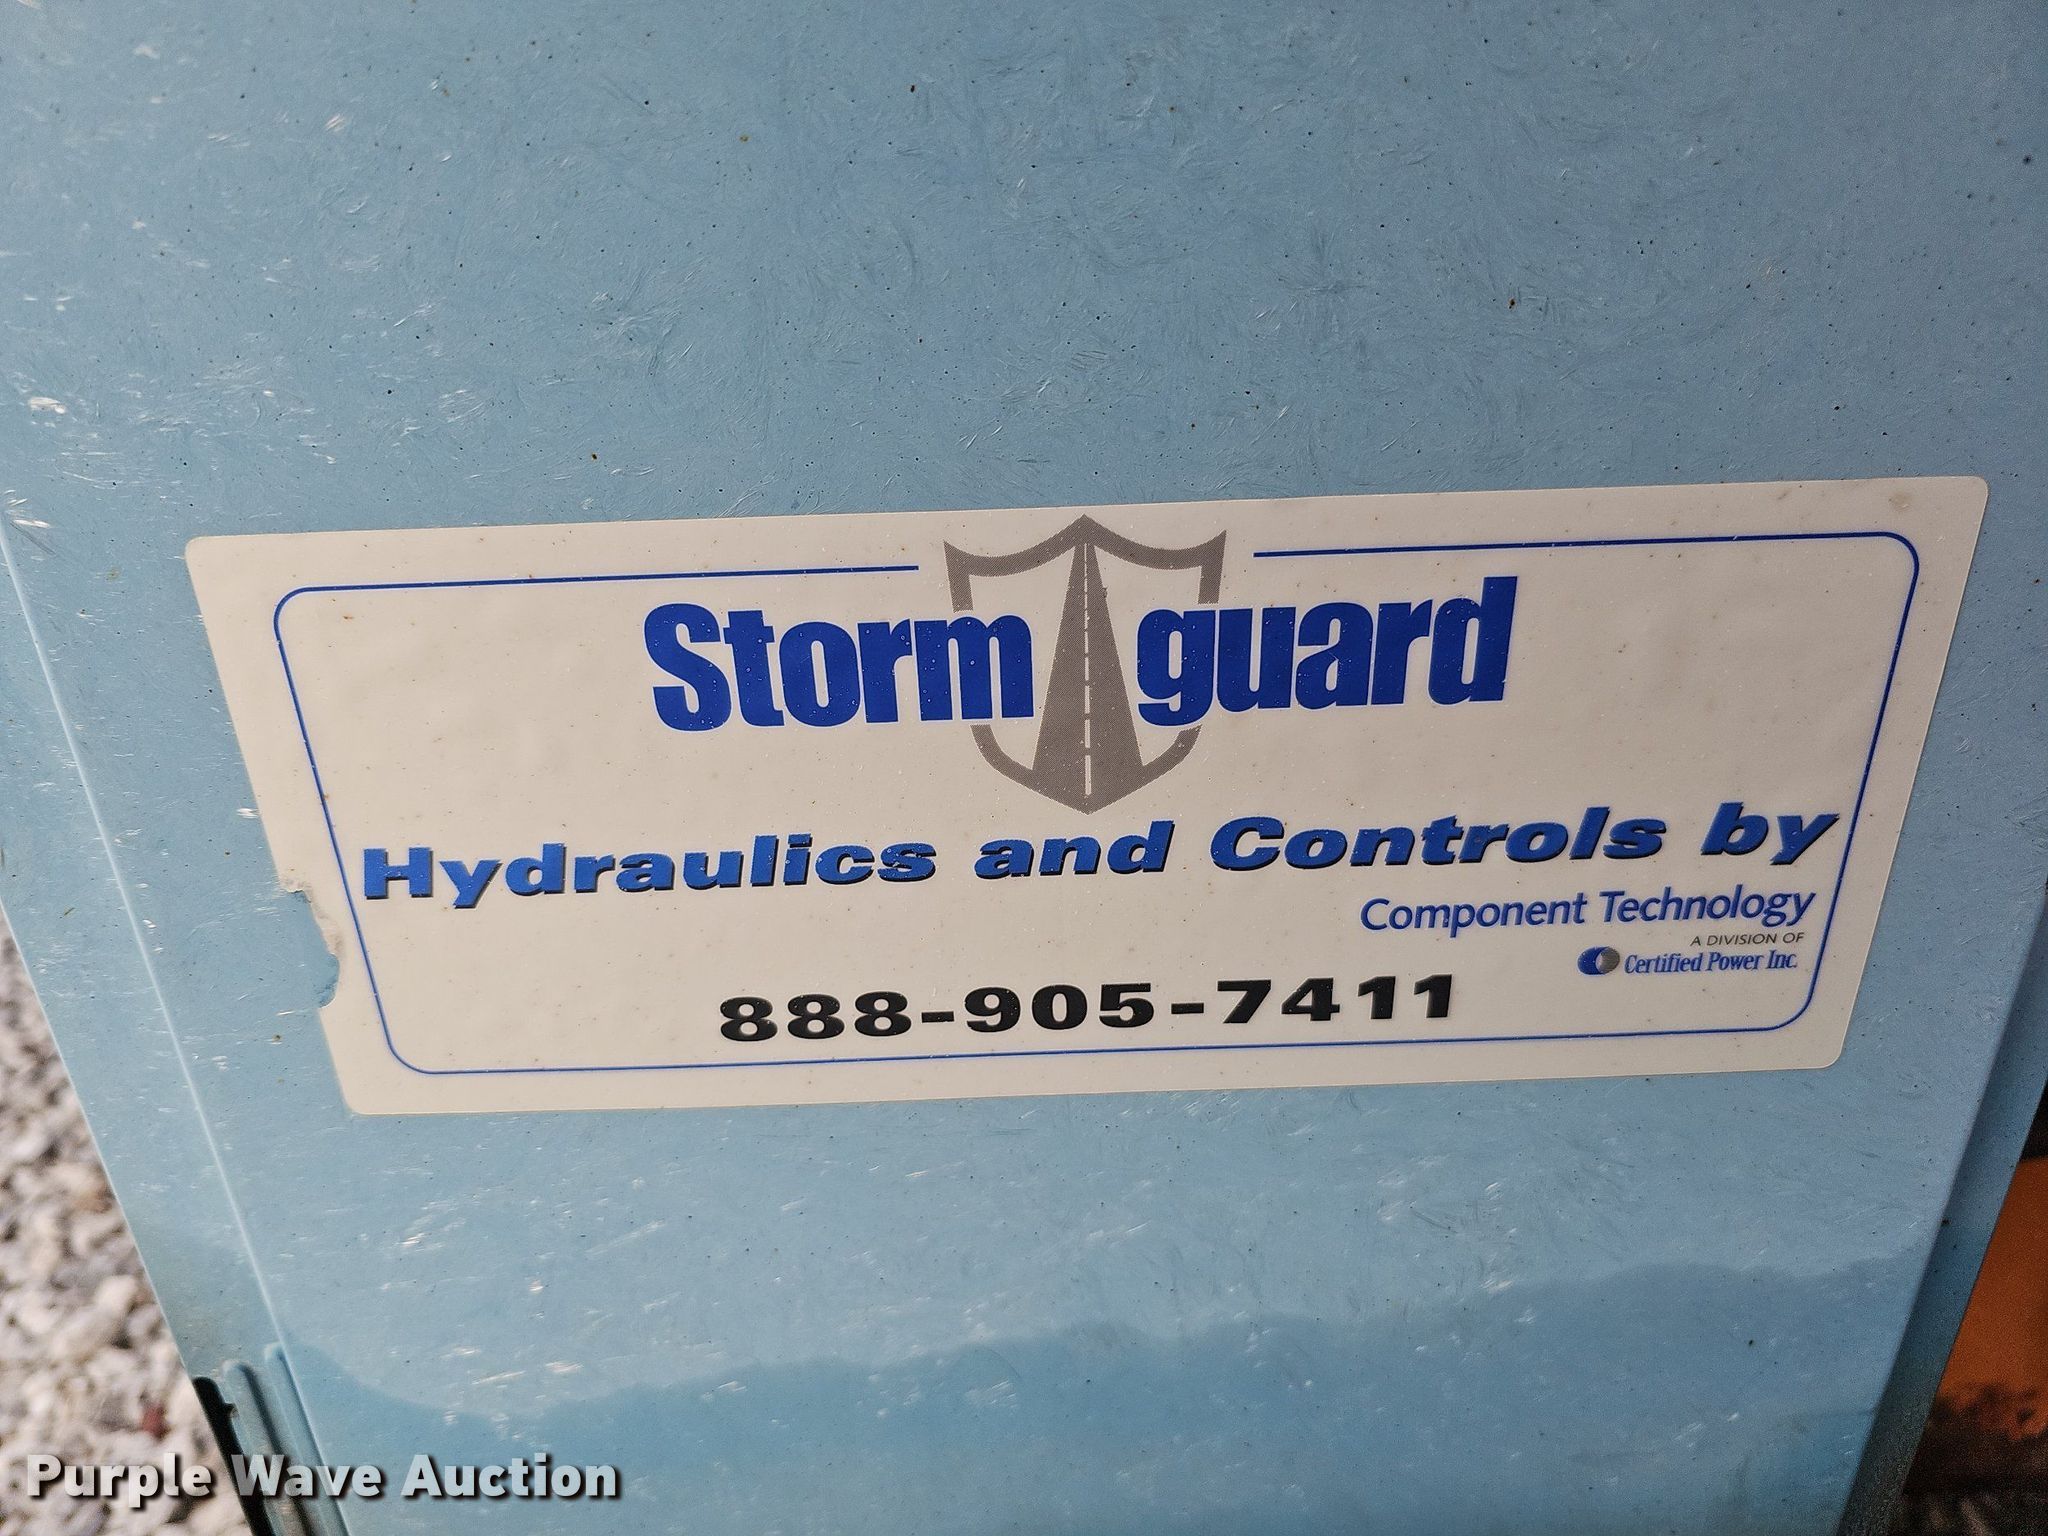 Storm guard
Hydraulics and Controls by
Component Technology
A DIVISION OF
Certified Power Inc.
888-905-7411
Purple Wave Auction